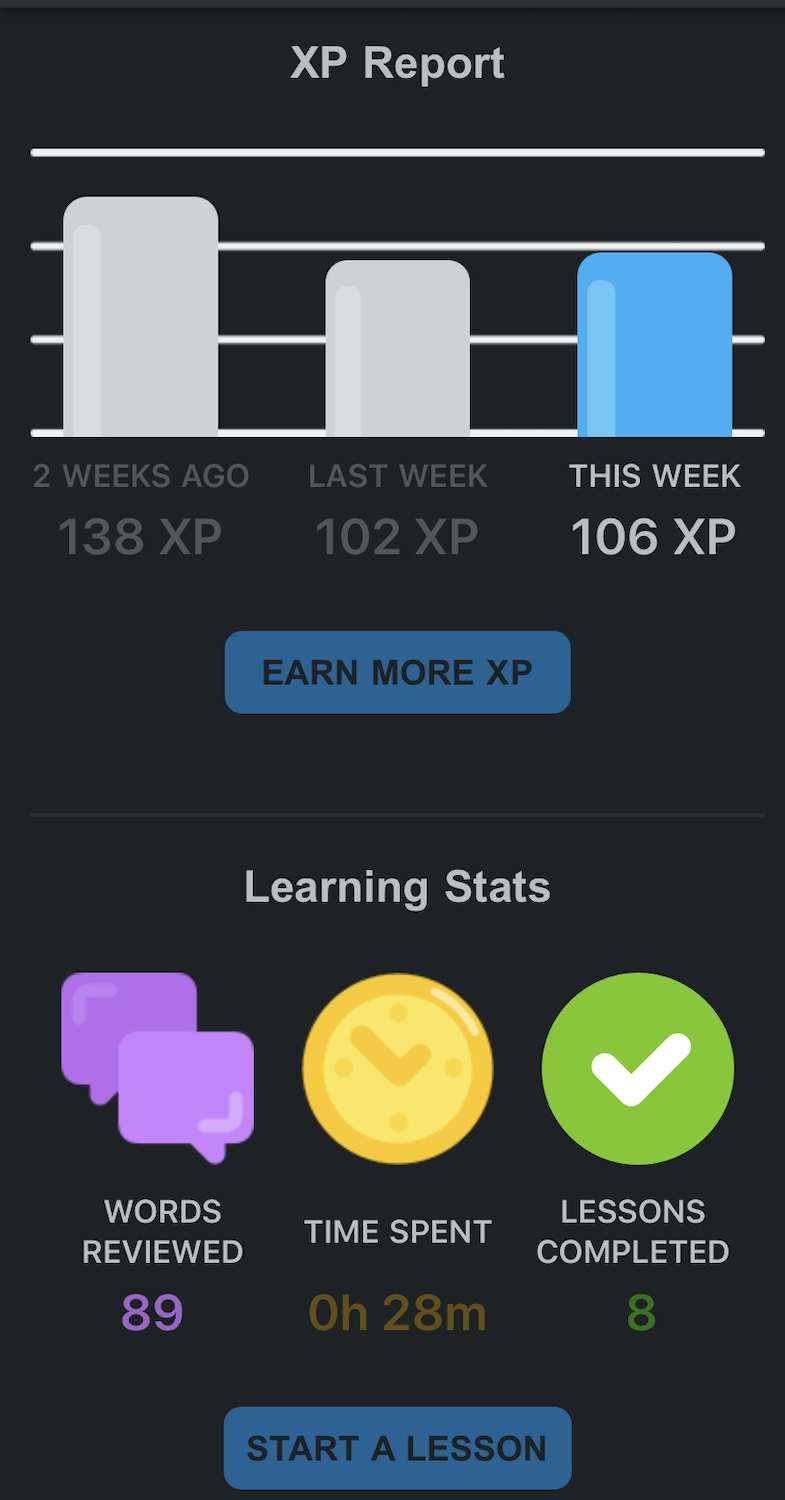 XP Report
2 WEEKS AGO LAST WEEK THIS WEEK
138 XP 102 XP 106 XP
EARN MORE XP
Learning Stats
WORDS
REVIEWED
89
TIME SPENT
0h 28m
LESSONS
COMPLETED
8
START A LESSON